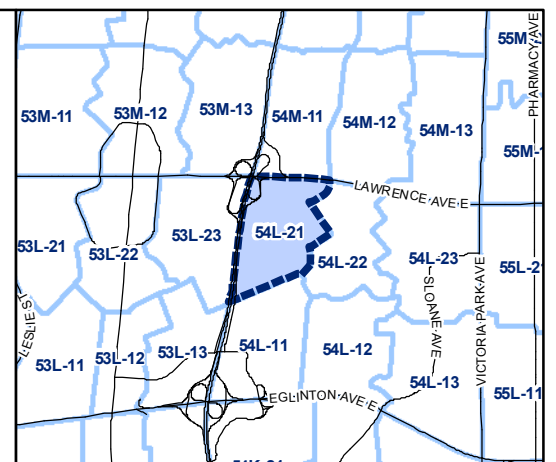 55M
PHARMACY AVE
53M-11
53M-12
53M-13
54M-11
54M-12
54M-13
55M-1
LAWRENCE AVE E
53L-21
53L-22
53L-23
54L-21
54L-22
54L-23
55L-2
LESLIE ST
SLOANE AVE
VICTORIA PARK AVE
53L-11
53L-12
53L-13
54L-11
54L-12
54L-13
55L-11
EGLINTON AVE E